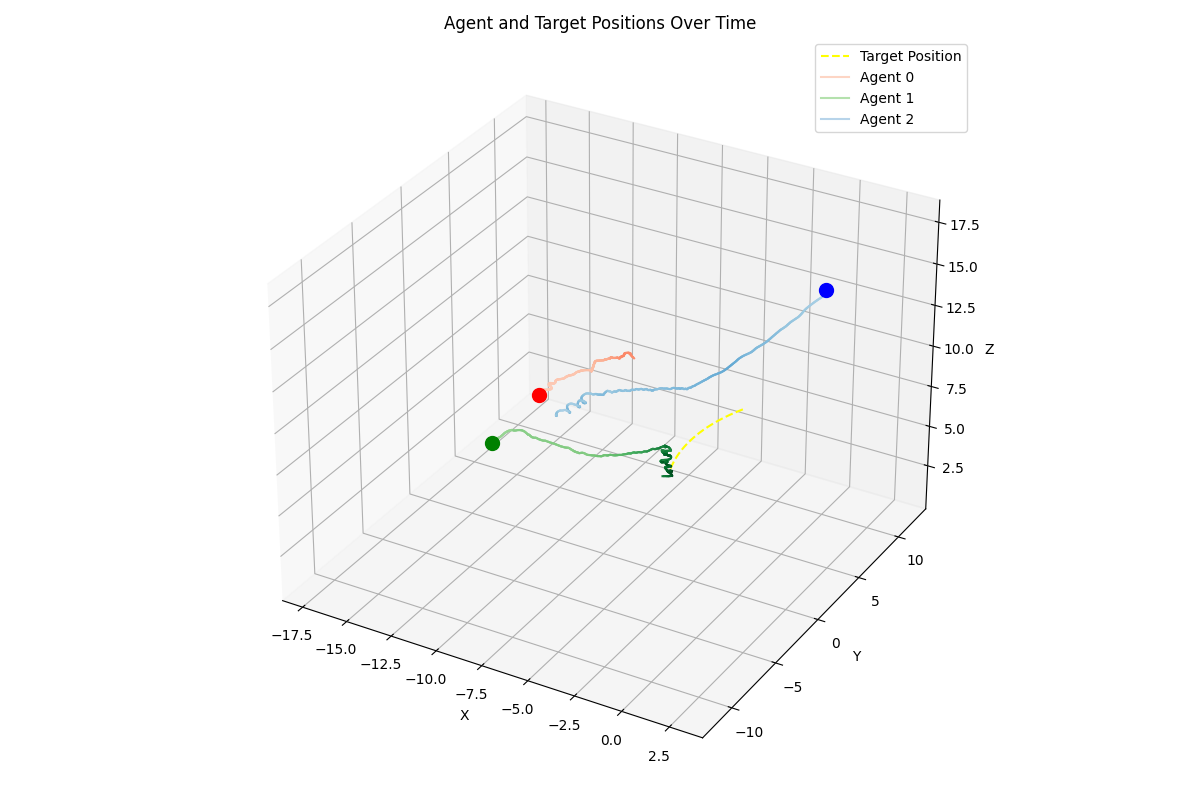 Agent and Target Positions Over Time
Target Position
Agent 0
Agent 1
Agent 2
17.5
15.0
12.5
10.0
7.5
5.0
2.5
Z
10
5
0
−5
−10
Y
−17.5
−15.0
−12.5
−10.0
−7.5
−5.0
−2.5
0.0
2.5
X